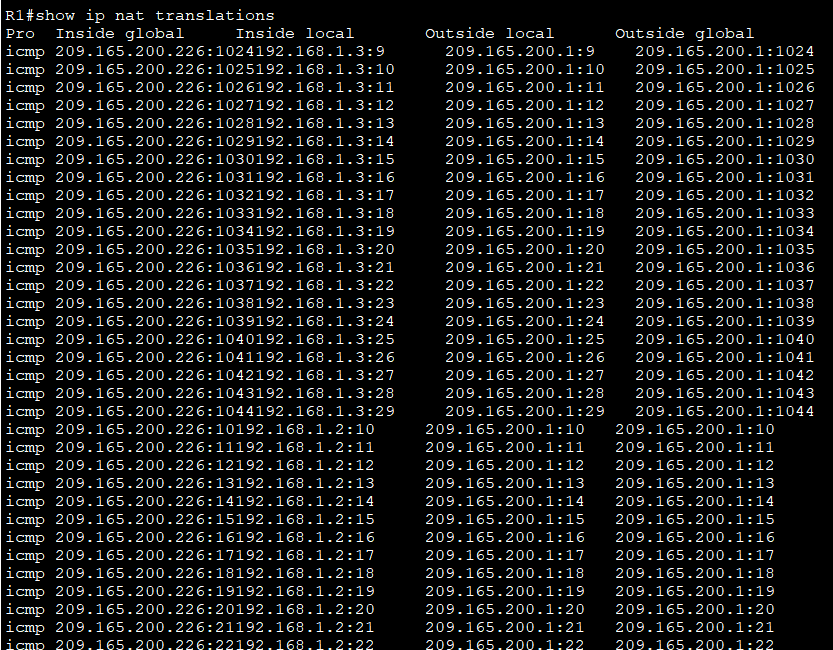 R1#show ip nat translations
Pro  Inside global     Inside local       Outside local      Outside global
icmp 209.165.200.226:1024192.168.1.3:9      209.165.200.1:9    209.165.200.1:1024
icmp 209.165.200.226:1025192.168.1.3:10     209.165.200.1:10   209.165.200.1:1025
icmp 209.165.200.226:1026192.168.1.3:11     209.165.200.1:11   209.165.200.1:1026
icmp 209.165.200.226:1027192.168.1.3:12     209.165.200.1:12   209.165.200.1:1027
icmp 209.165.200.226:1028192.168.1.3:13     209.165.200.1:13   209.165.200.1:1028
icmp 209.165.200.226:1029192.168.1.3:14     209.165.200.1:14   209.165.200.1:1029
icmp 209.165.200.226:1030192.168.1.3:15     209.165.200.1:15   209.165.200.1:1030
icmp 209.165.200.226:1031192.168.1.3:16     209.165.200.1:16   209.165.200.1:1031
icmp 209.165.200.226:1032192.168.1.3:17     209.165.200.1:17   209.165.200.1:1032
icmp 209.165.200.226:1033192.168.1.3:18     209.165.200.1:18   209.165.200.1:1033
icmp 209.165.200.226:1034192.168.1.3:19     209.165.200.1:19   209.165.200.1:1034
icmp 209.165.200.226:1035192.168.1.3:20     209.165.200.1:20   209.165.200.1:1035
icmp 209.165.200.226:1036192.168.1.3:21     209.165.200.1:21   209.165.200.1:1036
icmp 209.165.200.226:1037192.168.1.3:22     209.165.200.1:22   209.165.200.1:1037
icmp 209.165.200.226:1038192.168.1.3:23     209.165.200.1:23   209.165.200.1:1038
icmp 209.165.200.226:1039192.168.1.3:24     209.165.200.1:24   209.165.200.1:1039
icmp 209.165.200.226:1040192.168.1.3:25     209.165.200.1:25   209.165.200.1:1040
icmp 209.165.200.226:1041192.168.1.3:26     209.165.200.1:26   209.165.200.1:1041
icmp 209.165.200.226:1042192.168.1.3:27     209.165.200.1:27   209.165.200.1:1042
icmp 209.165.200.226:1043192.168.1.3:28     209.165.200.1:28   209.165.200.1:1043
icmp 209.165.200.226:1044192.168.1.3:29     209.165.200.1:29   209.165.200.1:1044
icmp 209.165.200.226:10192.168.1.2:10     209.165.200.1:10   209.165.200.1:10
icmp 209.165.200.226:11192.168.1.2:11     209.165.200.1:11   209.165.200.1:11
icmp 209.165.200.226:12192.168.1.2:12     209.165.200.1:12   209.165.200.1:12
icmp 209.165.200.226:13192.168.1.2:13     209.165.200.1:13   209.165.200.1:13
icmp 209.165.200.226:14192.168.1.2:14     209.165.200.1:14   209.165.200.1:14
icmp 209.165.200.226:15192.168.1.2:15     209.165.200.1:15   209.165.200.1:15
icmp 209.165.200.226:16192.168.1.2:16     209.165.200.1:16   209.165.200.1:16
icmp 209.165.200.226:17192.168.1.2:17     209.165.200.1:17   209.165.200.1:17
icmp 209.165.200.226:18192.168.1.2:18     209.165.200.1:18   209.165.200.1:18
icmp 209.165.200.226:19192.168.1.2:19     209.165.200.1:19   209.165.200.1:19
icmp 209.165.200.226:20192.168.1.2:20     209.165.200.1:20   209.165.200.1:20
icmp 209.165.200.226:21192.168.1.2:21     209.165.200.1:21   209.165.200.1:21
icmp 209.165.200.226:22192.168.1.2:22     209.165.200.1:22   209.165.200.1:22